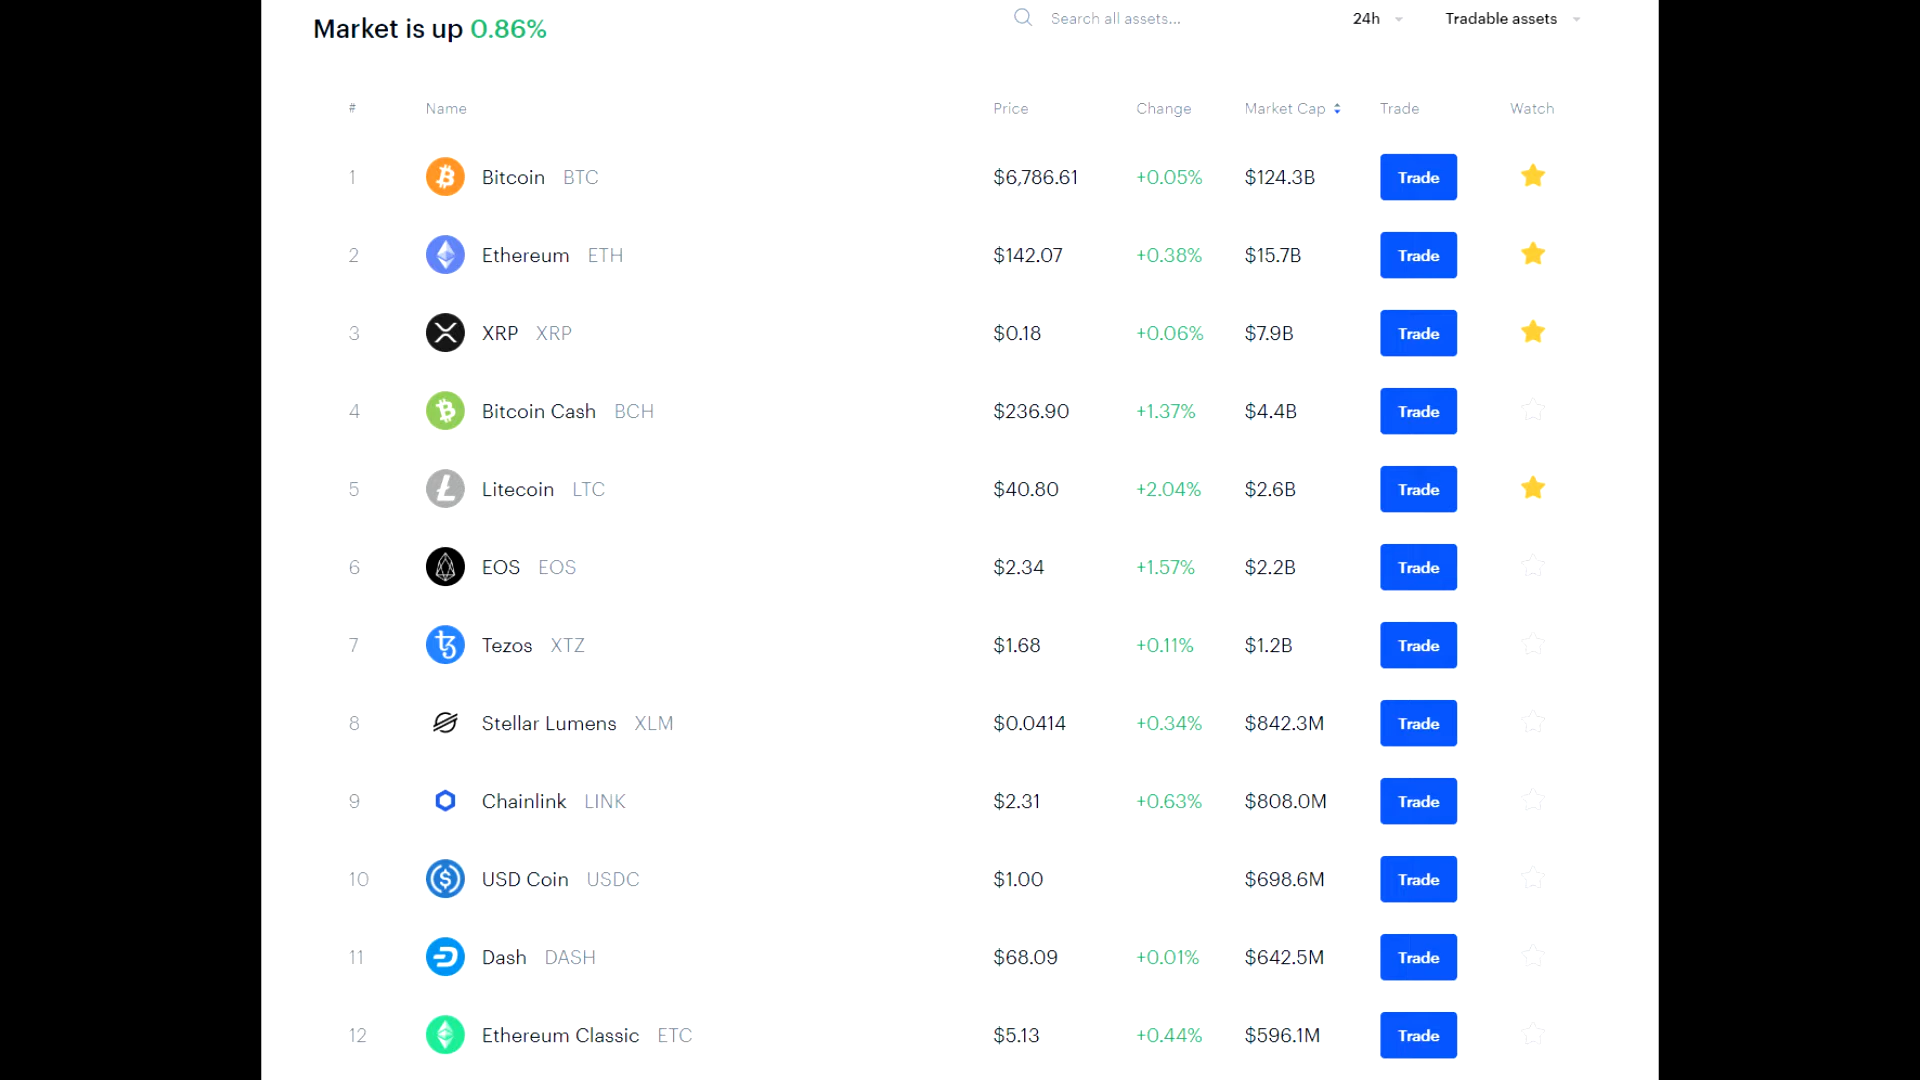 Market is up 0.86%
Search all assets... 24h Tradable assets
# Name Price Change Market Cap Trade Watch
1 Bitcoin BTC $6,786.61 +0.05% $124.3B Trade
2 Ethereum ETH $142.07 +0.38% $15.7B Trade
3 XRP XRP $0.18 +0.06% $7.9B Trade
4 Bitcoin Cash BCH $236.90 +1.37% $4.4B Trade
5 Litecoin LTC $40.80 +2.04% $2.6B Trade
6 EOS EOS $2.34 +1.57% $2.2B Trade
7 Tezos XTZ $1.68 +0.11% $1.2B Trade
8 Stellar Lumens XLM $0.0414 +0.34% $842.3M Trade
9 Chainlink LINK $2.31 +0.63% $808.0M Trade
10 USD Coin USDC $1.00 $698.6M Trade
11 Dash DASH $68.09 +0.01% $642.5M Trade
12 Ethereum Classic ETC $5.13 +0.44% $596.1M Trade